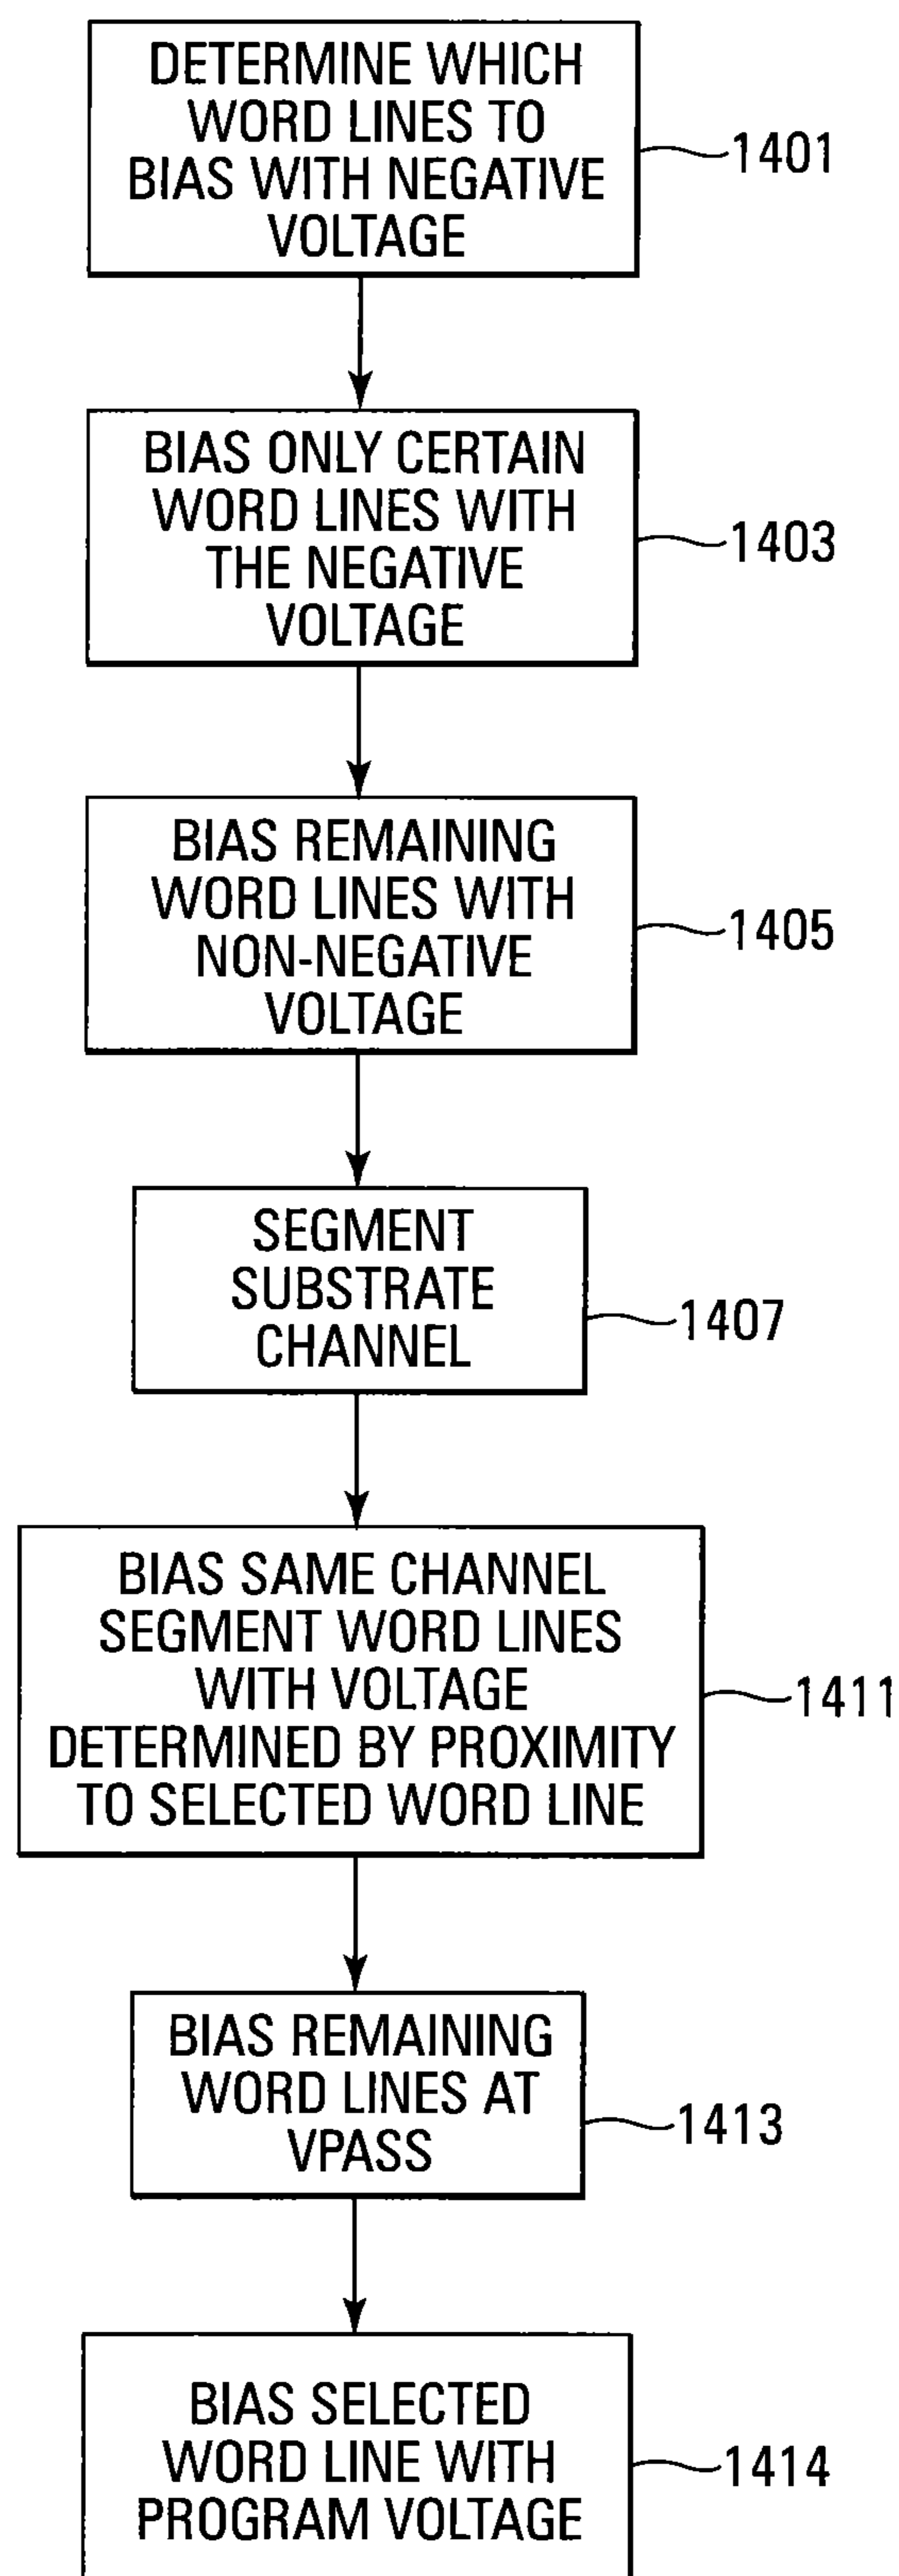 DETERMINE WHICH
WORD LINES TO
BIAS WITH NEGATIVE
VOLTAGE
1401
BIAS ONLY CERTAIN
WORD LINES WITH
THE NEGATIVE
VOLTAGE
1403
BIAS REMAINING
WORD LINES WITH
NON-NEGATIVE
VOLTAGE
1405
SEGMENT
SUBSTRATE
CHANNEL
1407
BIAS SAME CHANNEL
SEGMENT WORD LINES
WITH VOLTAGE
DETERMINED BY PROXIMITY
TO SELECTED WORD LINE
1411
BIAS REMAINING
WORD LINES AT
VPASS
1413
BIAS SELECTED
WORD LINE WITH
PROGRAM VOLTAGE
1414